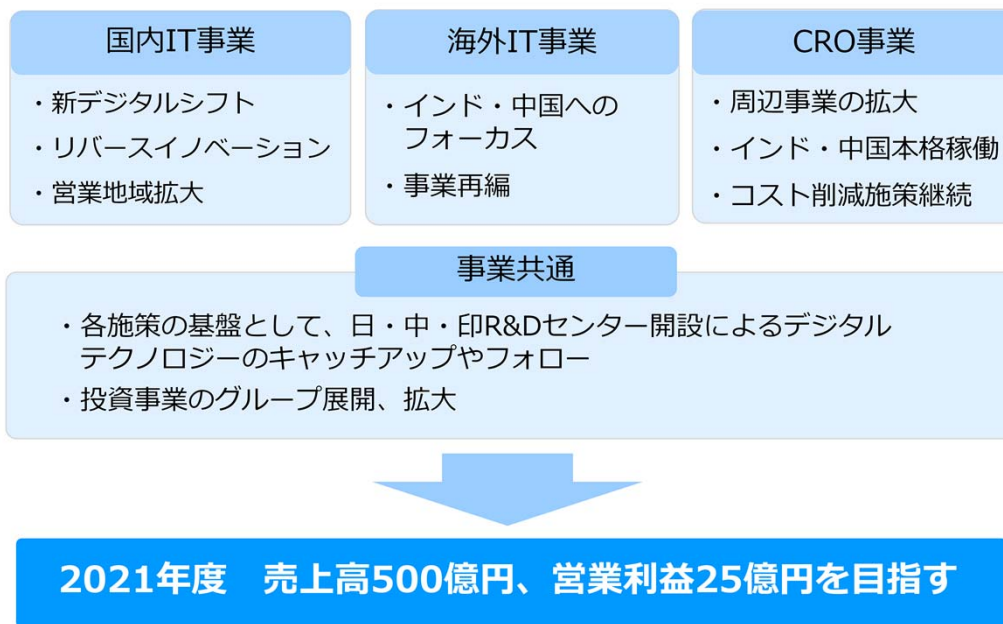 国内IT事業
・新デジタルシフト
・リバースイノベーション
・営業地域拡大
海外IT事業
・インド・中国への
フォーカス
・事業再編
CRO事業
・周辺事業の拡大
・インド・中国本格稼働
・コスト削減施策継続
事業共通
・各施策の基盤として、日・中・印R&Dセンター開設によるデジタル
テクノロジーのキャッチアップやフォロー
・投資事業のグループ展開、拡大
2021年度　売上高500億円、営業利益25億円を目指す